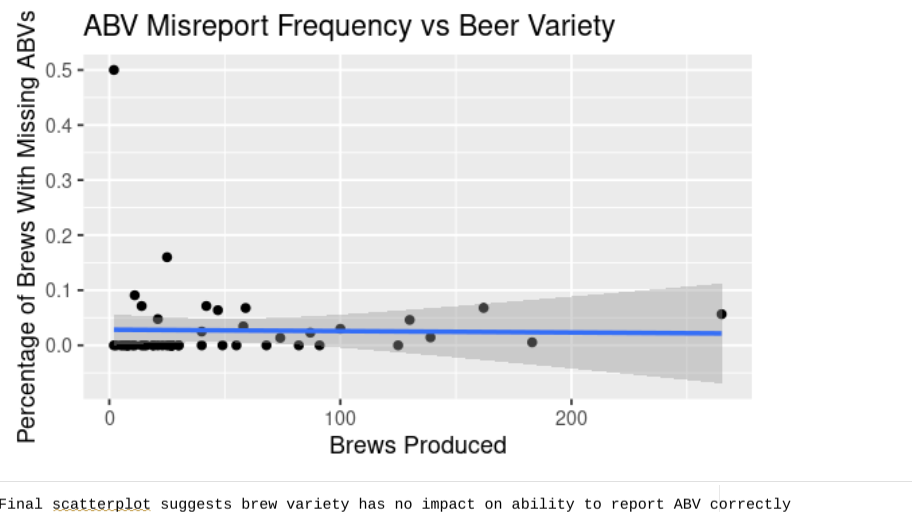 ABV Misreport Frequency vs Beer Variety
Percentage of Brews With Missing ABVs
0.5
0.4
0.3
0.2
0.1
0.0
0
100
200
Brews Produced
Final scatterplot suggests brew variety has no impact on ability to report ABV correctly